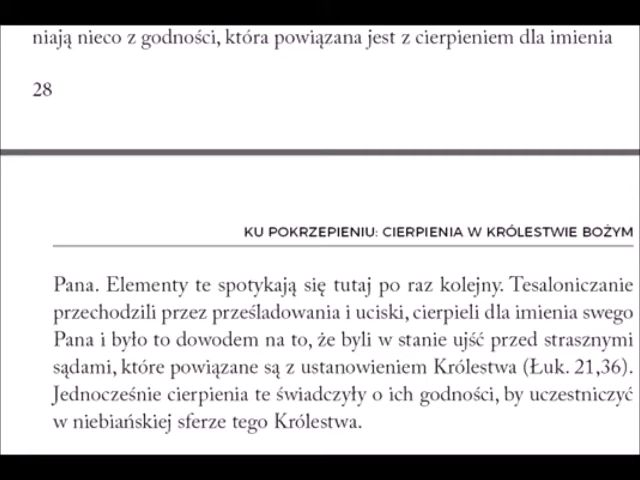 niają nieco z godności, która powiązana jest z cierpieniem dla imienia
28
KU POKRZEPIENIU: CIERPIENIA W KRÓLESTWIE BOŻYM
Pana. Elementy te spotykają się tutaj po raz kolejny. Tesaloniczanie
przechodzili przez prześladowania i uciski, cierpieli dla imienia swego
Pana i było to dowodem na to, że byli w stanie ujść przed strasznymi
sądami, które powiązane są z ustanowieniem Królestwa (Łuk. 21,36).
Jednocześnie cierpienia te świadczyły o ich godności, by uczestniczyć
w niebiańskiej sferze tego Królestwa.